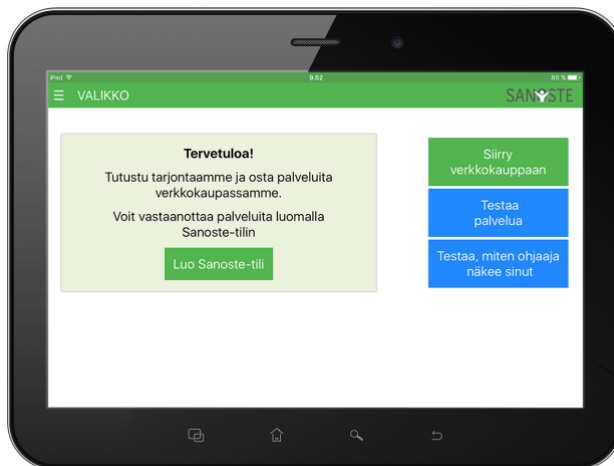 iPad
9.52
80 %
VALIKKO
SANOSTE
Tervetuloa!
Tutustu tarjontaamme ja osta palveluita
verkkokaupassamme.
Voit vastaanottaa palveluita luomalla
Sanoste-tilin
Luo Sanoste-tili
Siirry
verkkokauppaan
Testaa
palvelua
Testaa, miten ohjaaja
näkee sinut